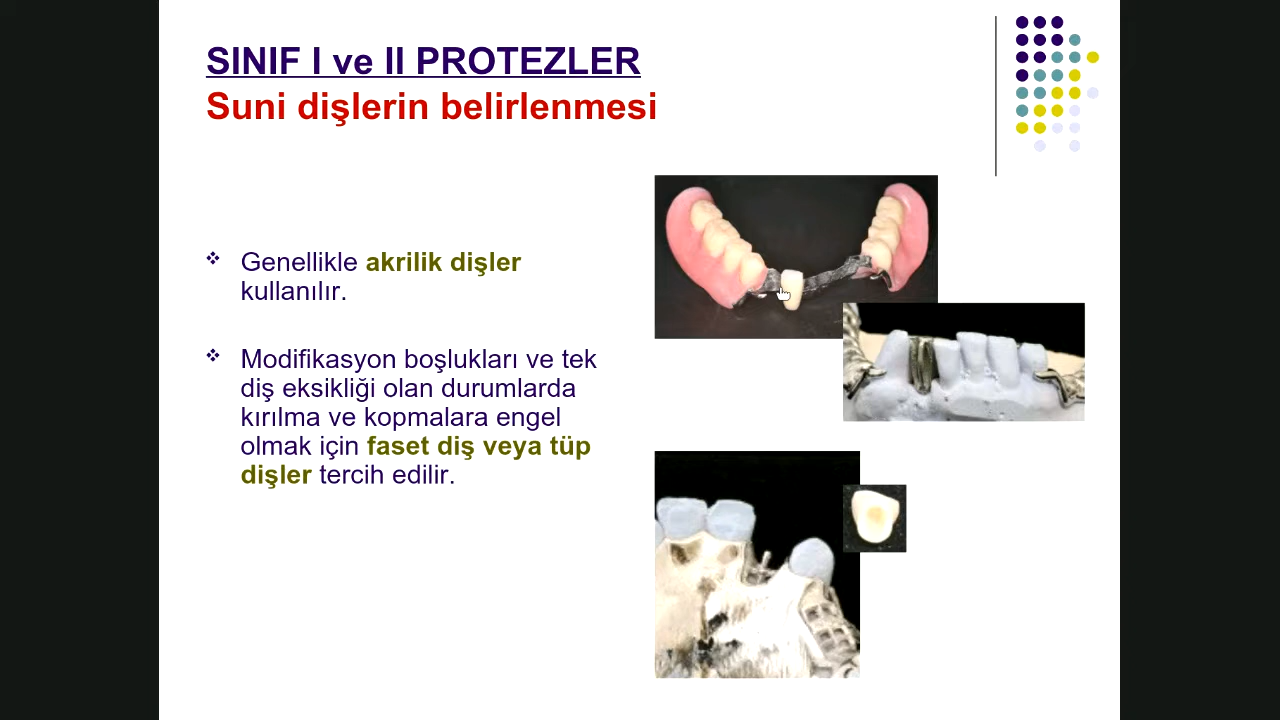 SINIF I ve II PROTEZLER
Suni dişlerin belirlenmesi
Genellikle akrilik dişler
kullanılır.
Modifikasyon boşlukları ve tek
diş eksikliği olan durumlarda
kırılma ve kopmalara engel
olmak için faset diş veya tüp
dişler tercih edilir.